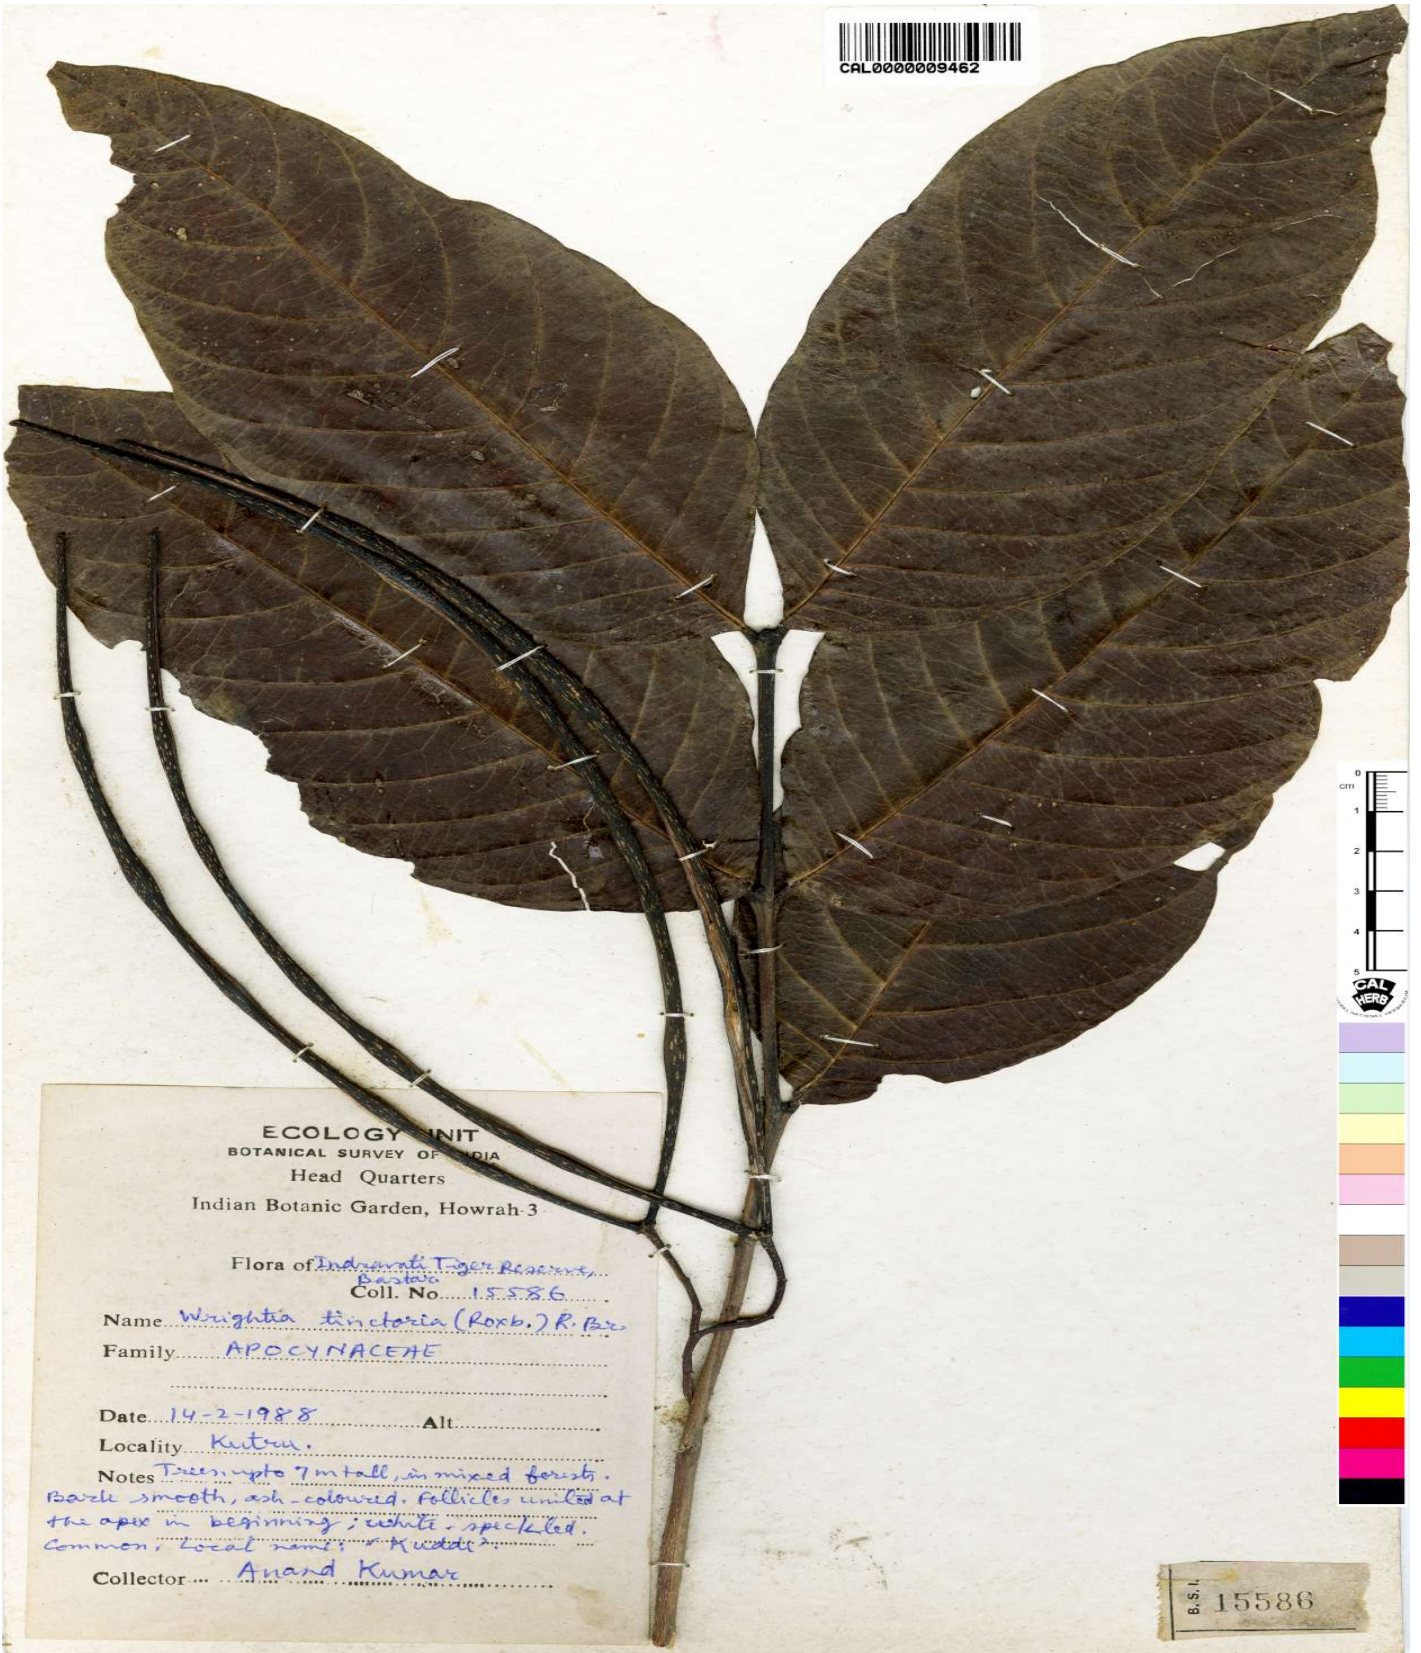 CAL0000009462
0
cm
1
2
3
4
5
CAL
HERB
ECOLOGY UNIT
BOTANICAL SURVEY OF INDIA
Head Quarters
Indian Botanic Garden, Howrah-3
Flora of Indravati Tiger Reserve,
Bastar
Coll. No. 15586
Name Wrightia tinctoria (Roxb.) R. Br.
Family APOCYNACEAE
Date 14-2-1988 Alt
Locality Kutru.
Notes Trees, upto 7 m tall, in mixed forests.
Bark smooth, ash-coloured. Follicles united at
the apex in beginning; white-speckled.
Common. Local name: "Kuddi".
Collector Anand Kumar
B. S. I. 15586